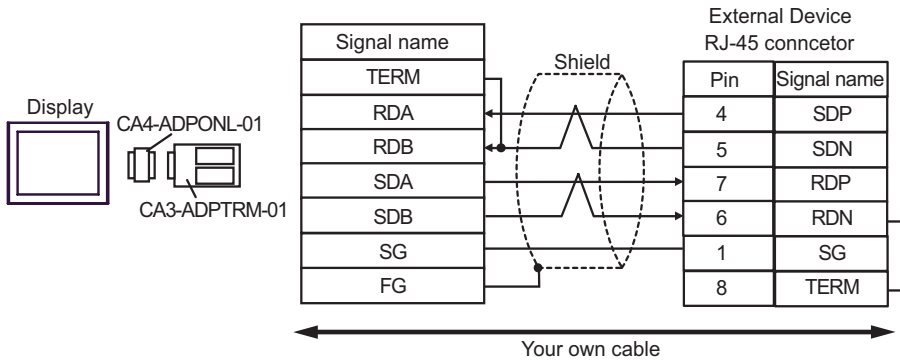 External Device
RJ-45 conncetor
Signal name
Shield
Pin Signal name
TERM
Display
RDA
4 SDP
CA4-ADPONL-01
RDB
5 SDN
SDA
7 RDP
CA3-ADPTRM-01
SDB
6 RDN
SG
1 SG
FG
8 TERM
Your own cable